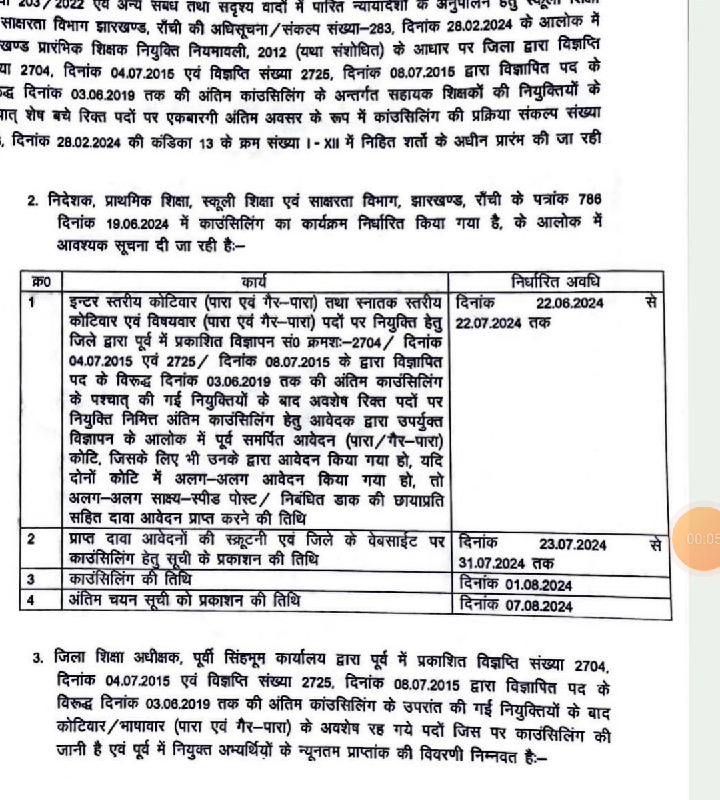 203/2022 एवं अन्य संबंध तथा सदृश्य वादों में पारित न्यायादेशों के अनुपालन हेतु स्कूली शिक्षा
साक्षरता विभाग झारखण्ड, राँची की अधिसूचना/संकल्प संख्या–283, दिनांक 28.02.2024 के आलोक में
खण्ड प्रारंभिक शिक्षक नियुक्ति नियमावली, 2012 (यथा संशोधित) के आधार पर जिला द्वारा विज्ञप्ति
या 2704, दिनांक 04.07.2015 एवं विज्ञप्ति संख्या 2725, दिनांक 08.07.2015 द्वारा विज्ञापित पद के
द्ध दिनांक 03.06.2019 तक की अंतिम कांउसिलिंग के अन्तर्गत सहायक शिक्षकों की नियुक्तियों के
ात् शेष बचे रिक्त पदों पर एकबारगी अंतिम अवसर के रूप में कांउसिलिंग की प्रक्रिया संकल्प संख्या
, दिनांक 28.02.2024 की कंडिका 13 के क्रम संख्या I - XII में निहित शर्तो के अधीन प्रारंभ की जा रही
2. निदेशक, प्राथमिक शिक्षा, स्कूली शिक्षा एवं साक्षरता विभाग, झारखण्ड, राँची के पत्रांक 786
दिनांक 19.06.2024 में काउंसिलिंग का कार्यक्रम निर्धारित किया गया है, के आलोक में
आवश्यक सूचना दी जा रही हैः–
क्र0 कार्य निर्धारित अवधि
1 इन्टर स्तरीय कोटिवार (पारा एवं गैर–पारा) तथा स्नातक स्तरीय दिनांक 22.06.2024 से
कोटिवार एवं विषयवार (पारा एवं गैर–पारा) पदों पर नियुक्ति हेतु 22.07.2024 तक
जिले द्वारा पूर्व में प्रकाशित विज्ञापन सं0 क्रमशः–2704/ दिनांक
04.07.2015 एवं 2725/ दिनांक 08.07.2015 के द्वारा विज्ञापित
पद के विरूद्ध दिनांक 03.06.2019 तक की अंतिम काउंसिलिंग
के पश्चात् की गई नियुक्तियों के बाद अवशेष रिक्त पदों पर
नियुक्ति निमित्त अंतिम काउंसिलिंग हेतु आवेदक द्वारा उपर्युक्त
विज्ञापन के आलोक में पूर्व समर्पित आवेदन (पारा/गैर–पारा)
कोटि, जिसके लिए भी उनके द्वारा आवेदन किया गया हो, यदि
दोनों कोटि में अलग–अलग आवेदन किया गया हो, तो
अलग–अलग साक्ष्य–स्पीड पोस्ट/ निबंधित डाक की छायाप्रति
सहित दावा आवेदन प्राप्त करने की तिथि
2 प्राप्त दावा आवेदनों की स्क्रूटनी एवं जिले के वेबसाईट पर दिनांक 23.07.2024 से
काउंसिलिंग हेतु सूची के प्रकाशन की तिथि 31.07.2024 तक
3 काउंसिलिंग की तिथि दिनांक 01.08.2024
4 अंतिम चयन सूची को प्रकाशन की तिथि दिनांक 07.08.2024
00:05
3. जिला शिक्षा अधीक्षक, पूर्वी सिंहभूम कार्यालय द्वारा पूर्व में प्रकाशित विज्ञप्ति संख्या 2704,
दिनांक 04.07.2015 एवं विज्ञप्ति संख्या 2725, दिनांक 08.07.2015 द्वारा विज्ञापित पद के
विरूद्ध दिनांक 03.06.2019 तक की अंतिम कांउसिलिंग के उपरांत की गई नियुक्तियों के बाद
कोटिवार/भाषावार (पारा एवं गैर–पारा) के अवशेष रह गये पदों जिस पर काउंसिलिंग की
जानी है एवं पूर्व में नियुक्त अभ्यर्थियों के न्यूनतम प्राप्तांक की विवरणी निम्नवत हैः–